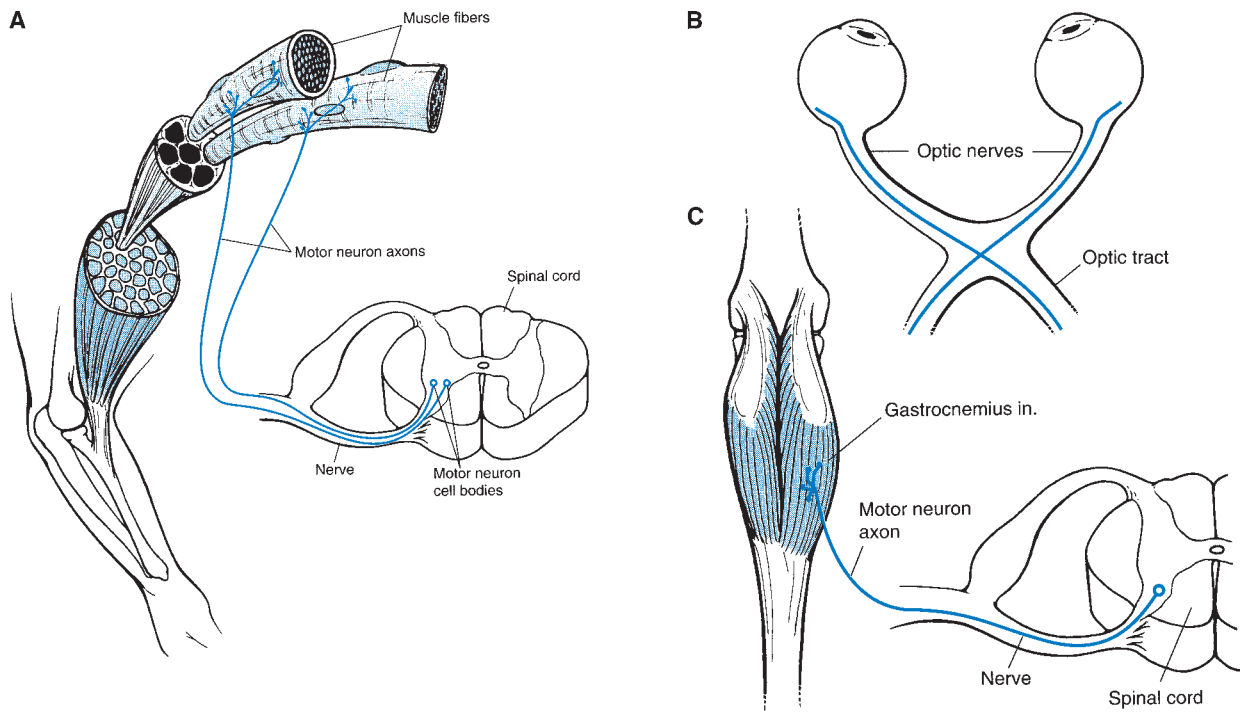 A
Muscle fibers
Motor neuron axons
Spinal cord
Nerve
Motor neuron
cell bodies
B
Optic nerves
Optic tract
C
Gastrocnemius in.
Motor neuron
axon
Nerve
Spinal cord